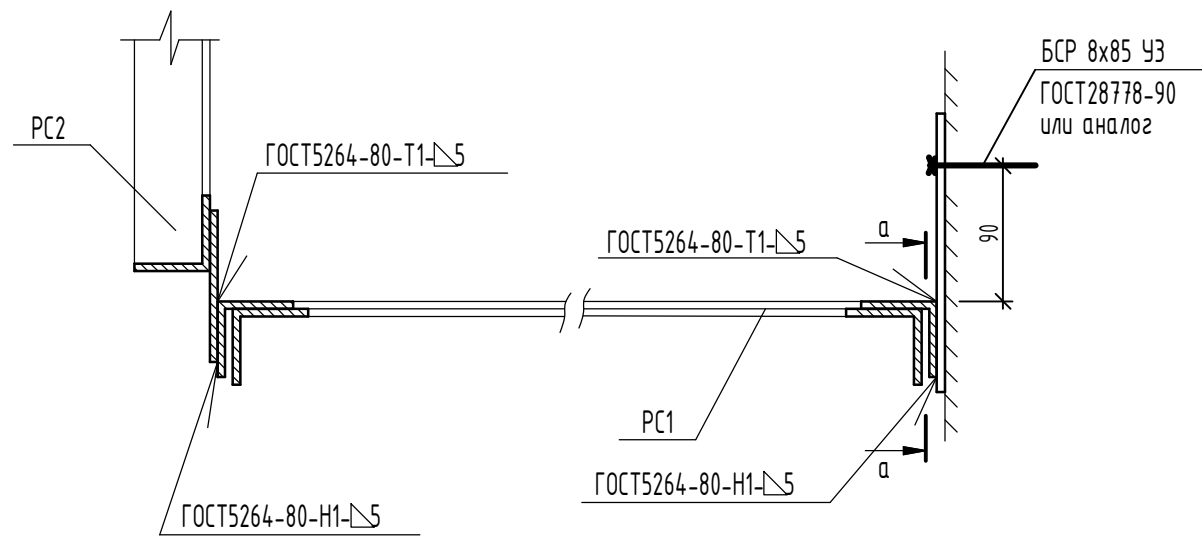 БСР 8х85 У3
ГОСТ28778-90
или аналог
РС2
ГОСТ5264-80-Т1-◺5
ГОСТ5264-80-Т1-◺5
а
90
РС1
а
ГОСТ5264-80-Н1-◺5
ГОСТ5264-80-Н1-◺5